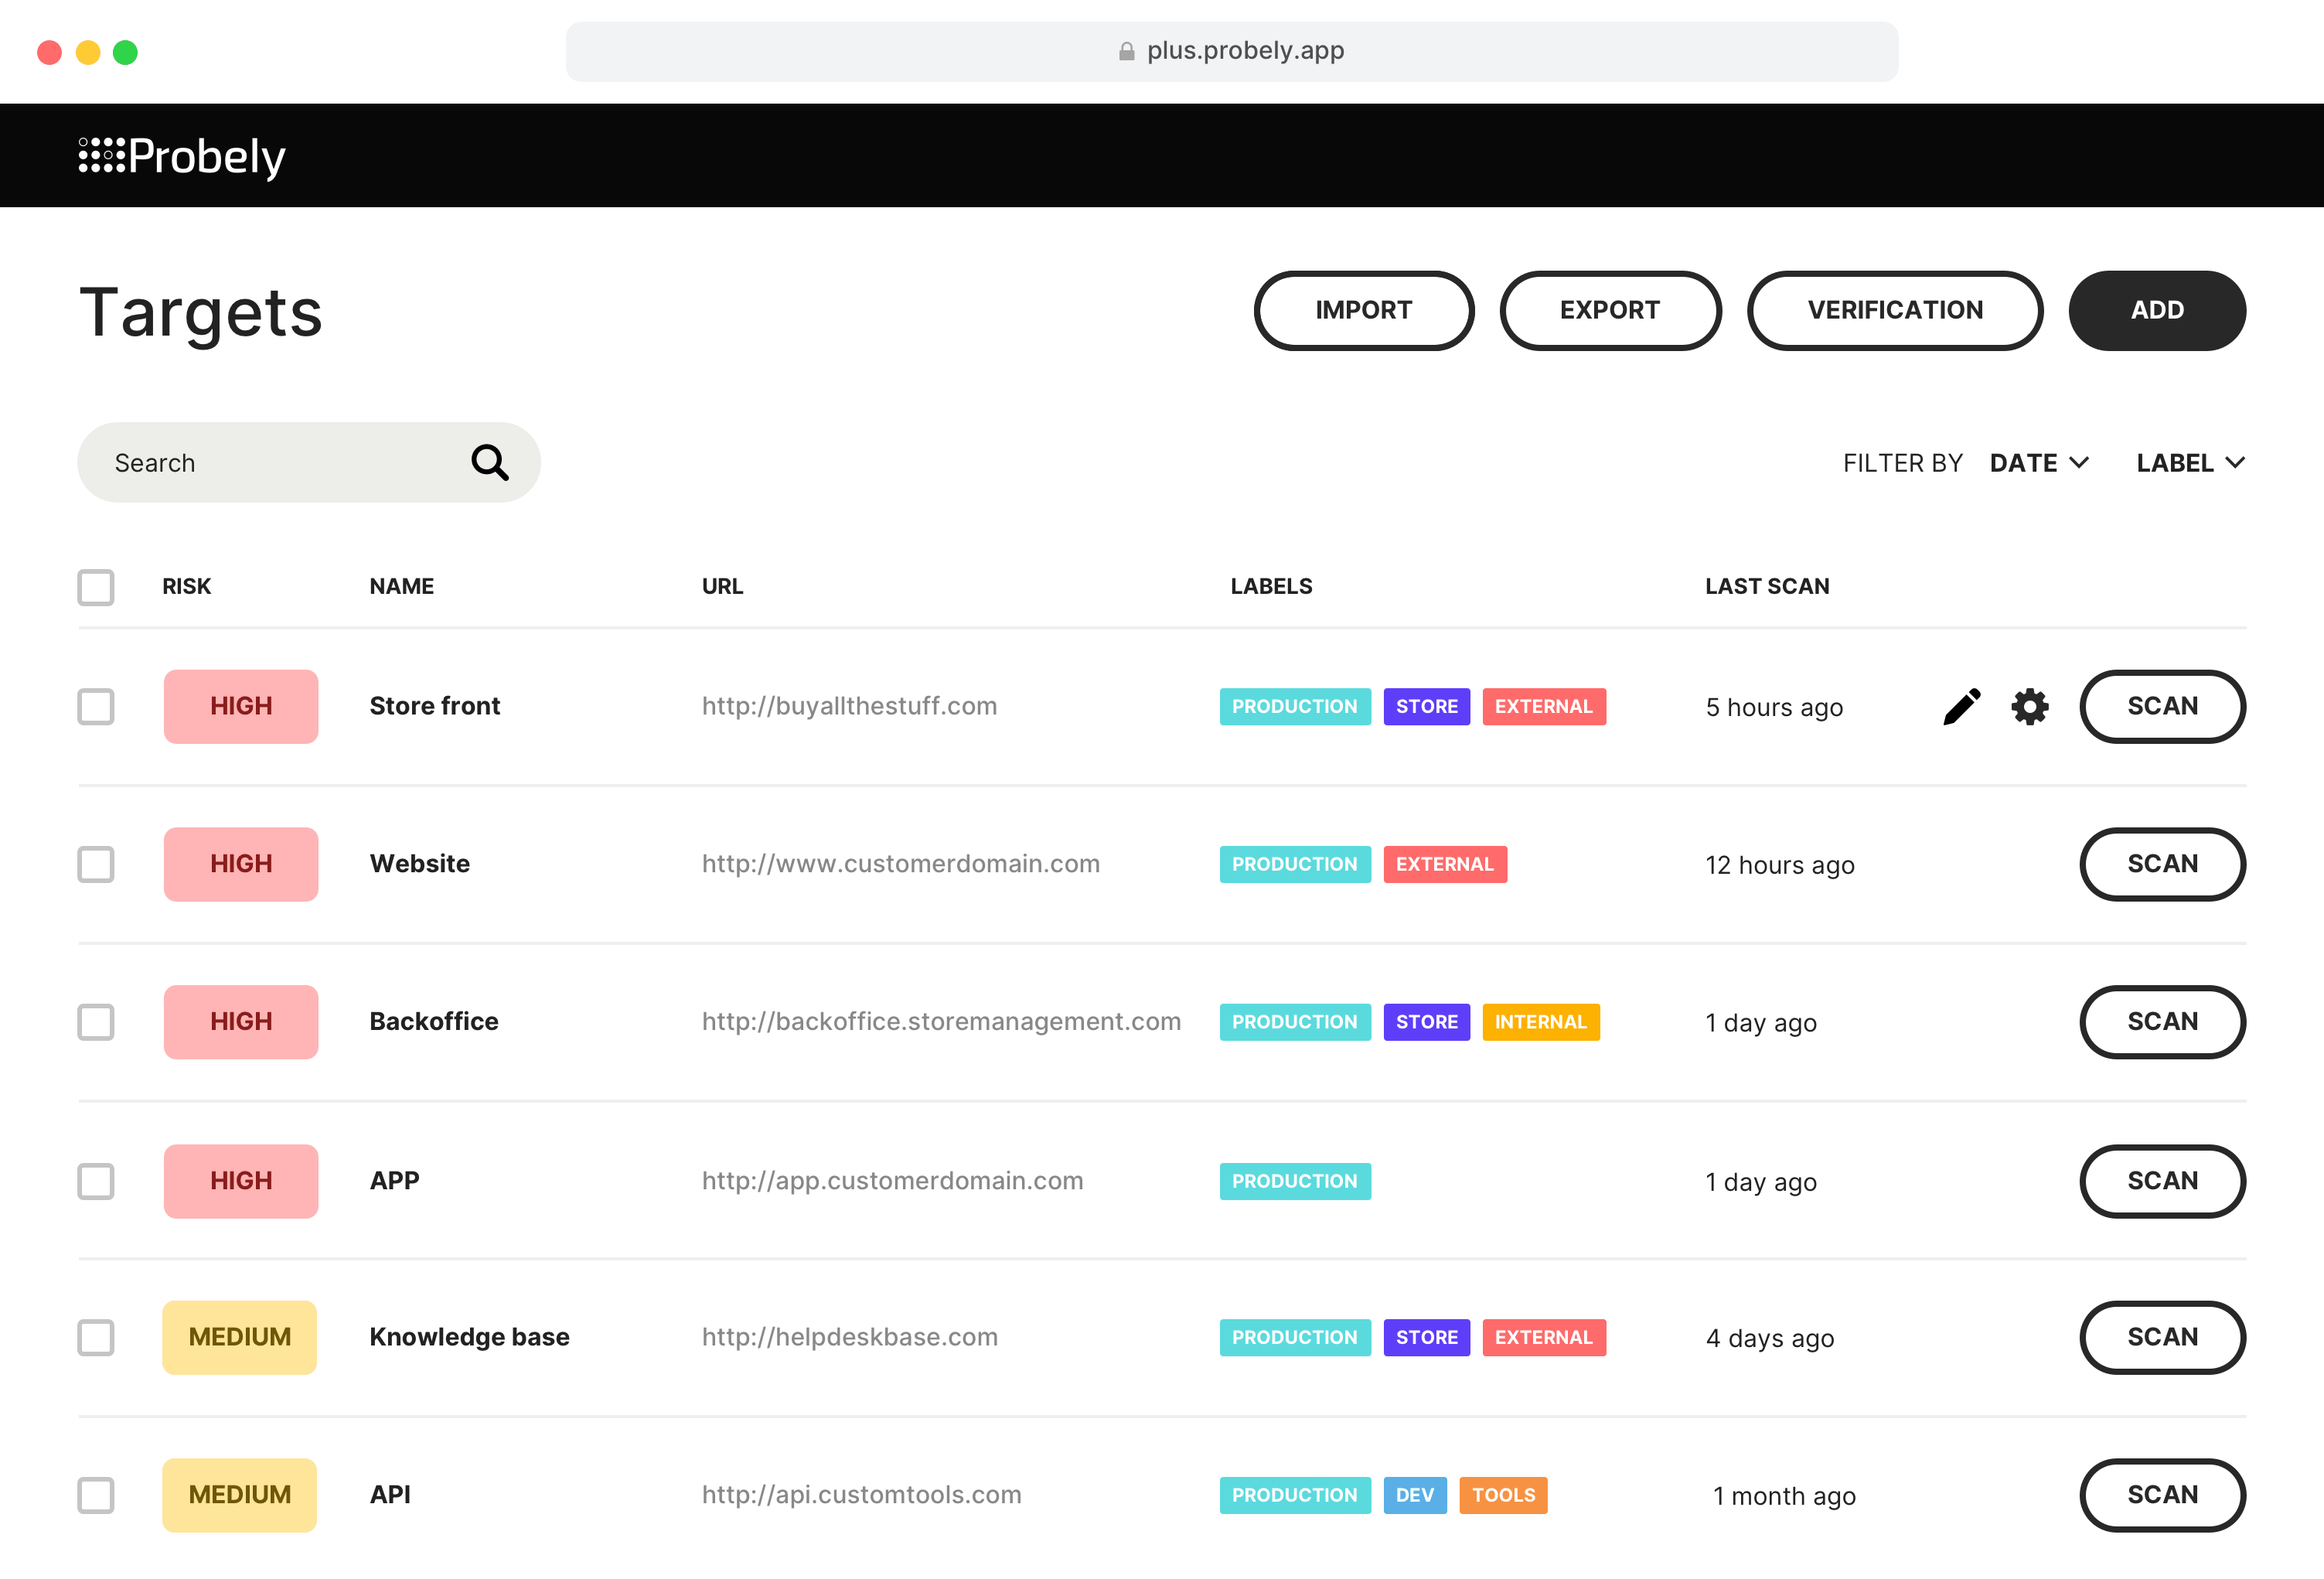 plus.probely.app
Probely
Targets
IMPORT EXPORT VERIFICATION ADD
Search FILTER BY DATE LABEL
RISK NAME URL LABELS LAST SCAN
HIGH Store front http://buyallthestuff.com PRODUCTION STORE EXTERNAL 5 hours ago SCAN
HIGH Website http://www.customerdomain.com PRODUCTION EXTERNAL 12 hours ago SCAN
HIGH Backoffice http://backoffice.storemanagement.com PRODUCTION STORE INTERNAL 1 day ago SCAN
HIGH APP http://app.customerdomain.com PRODUCTION 1 day ago SCAN
MEDIUM Knowledge base http://helpdeskbase.com PRODUCTION STORE EXTERNAL 4 days ago SCAN
MEDIUM API http://api.customtools.com PRODUCTION DEV TOOLS 1 month ago SCAN